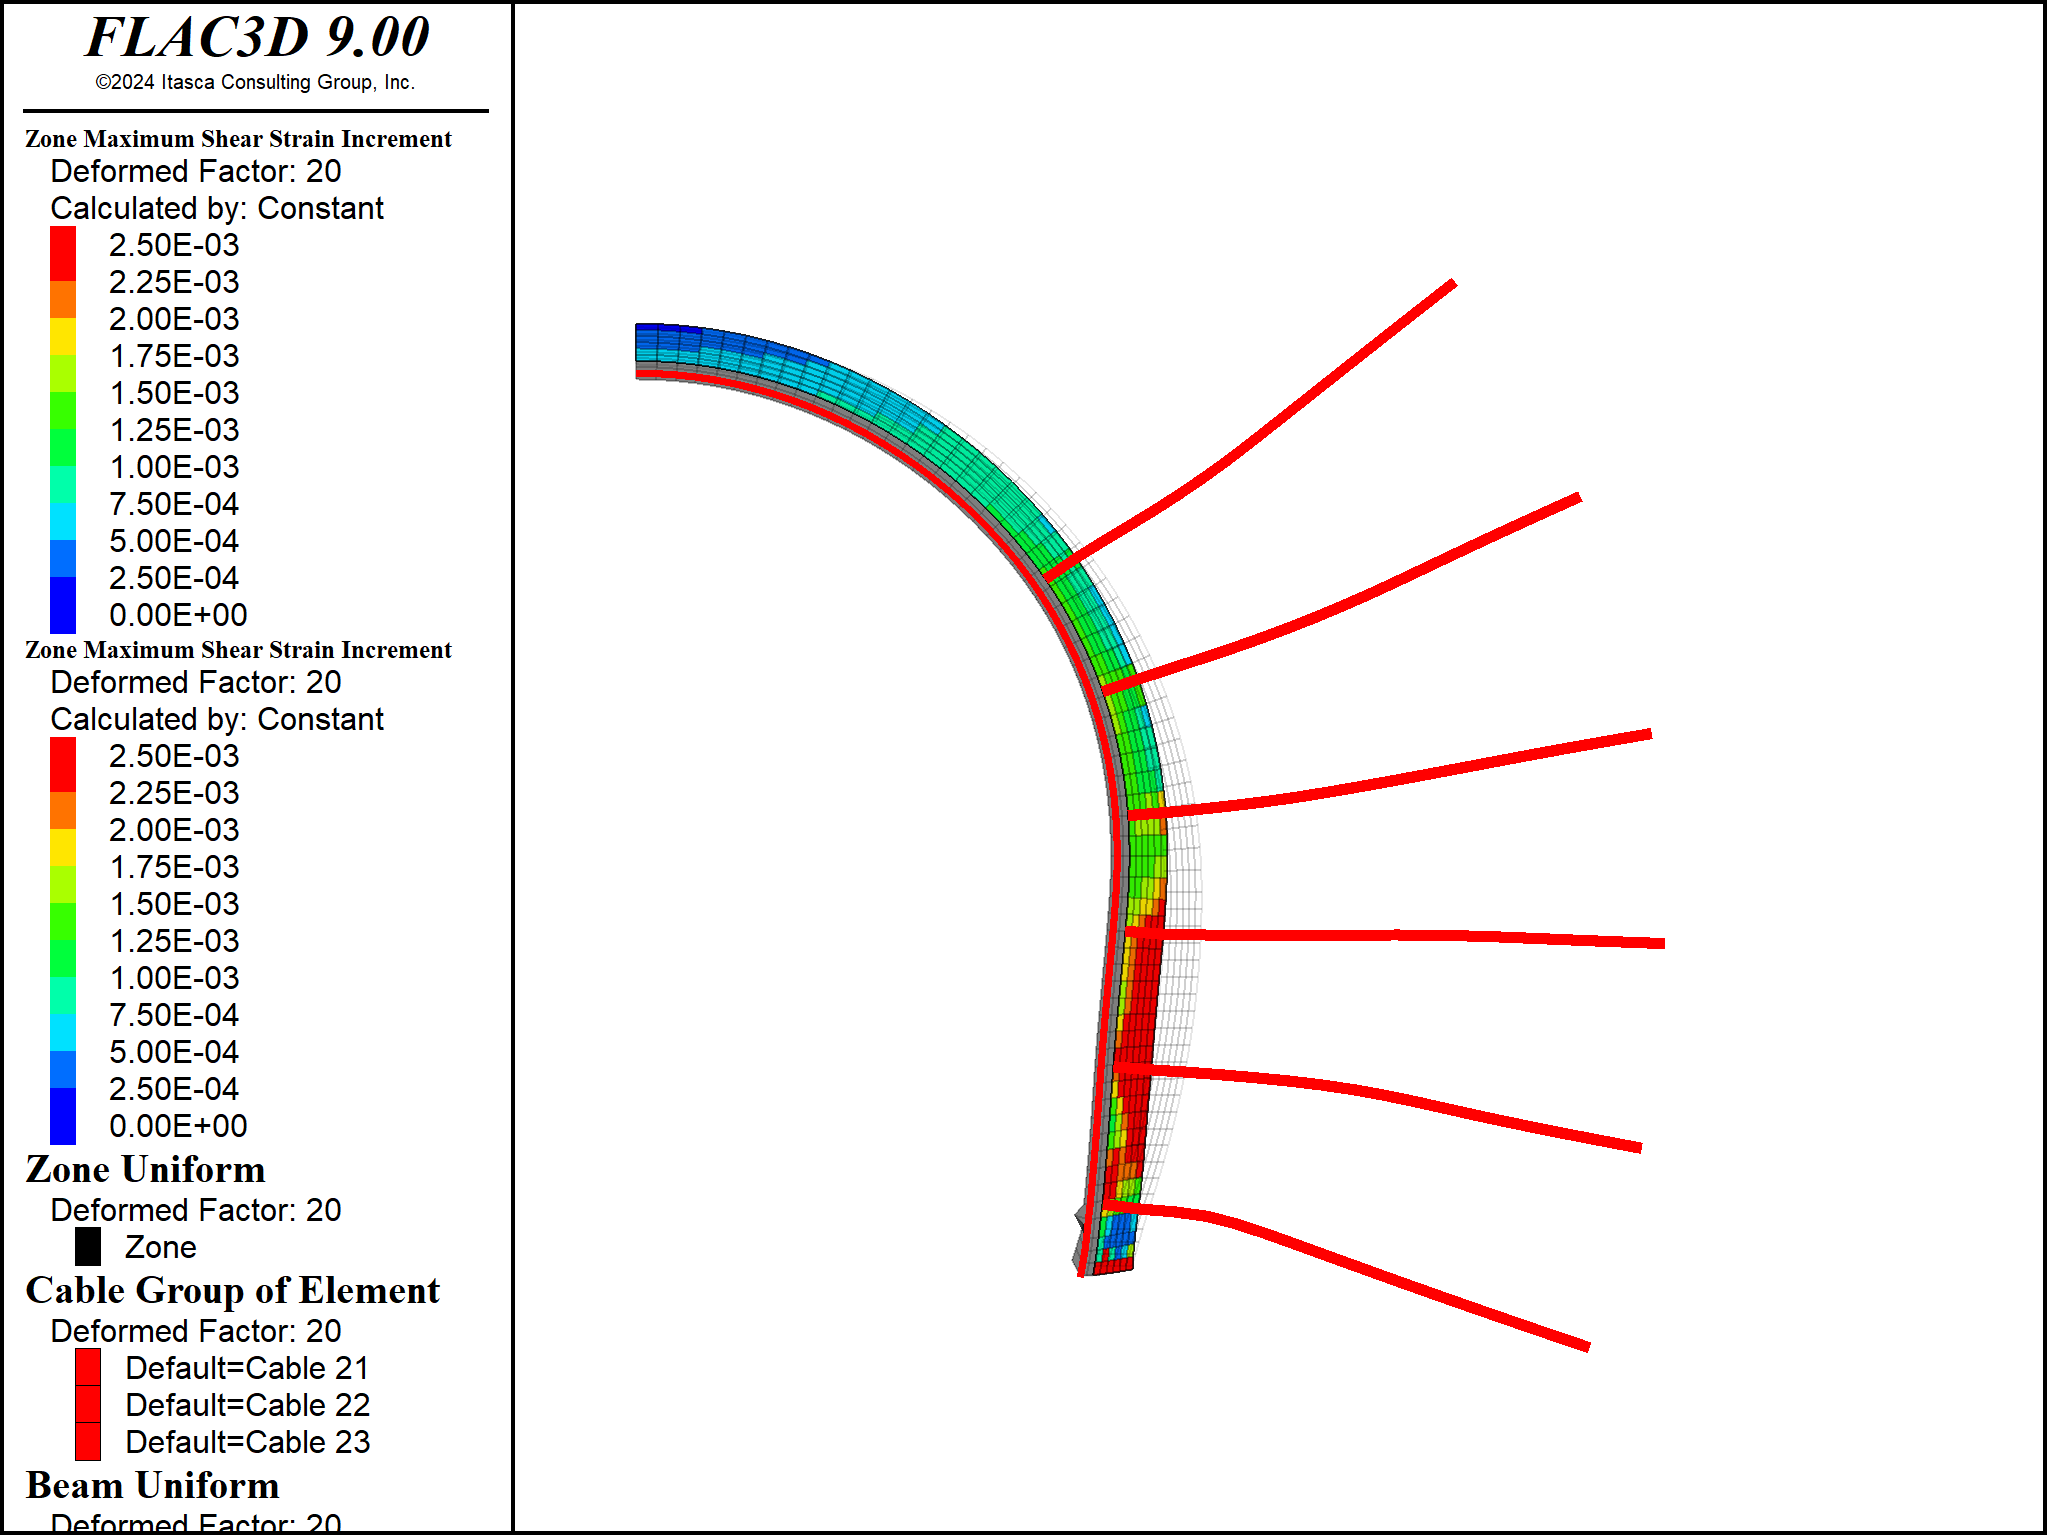 FLAC3D 9.00
©2024 Itasca Consulting Group, Inc.
Zone Maximum Shear Strain Increment
Deformed Factor: 20
Calculated by: Constant
2.50E-03
2.25E-03
2.00E-03
1.75E-03
1.50E-03
1.25E-03
1.00E-03
7.50E-04
5.00E-04
2.50E-04
0.00E+00
Zone Maximum Shear Strain Increment
Deformed Factor: 20
Calculated by: Constant
2.50E-03
2.25E-03
2.00E-03
1.75E-03
1.50E-03
1.25E-03
1.00E-03
7.50E-04
5.00E-04
2.50E-04
0.00E+00
Zone Uniform
Deformed Factor: 20
Zone
Cable Group of Element
Deformed Factor: 20
Default=Cable 21
Default=Cable 22
Default=Cable 23
Beam Uniform
Deformed Factor: 20